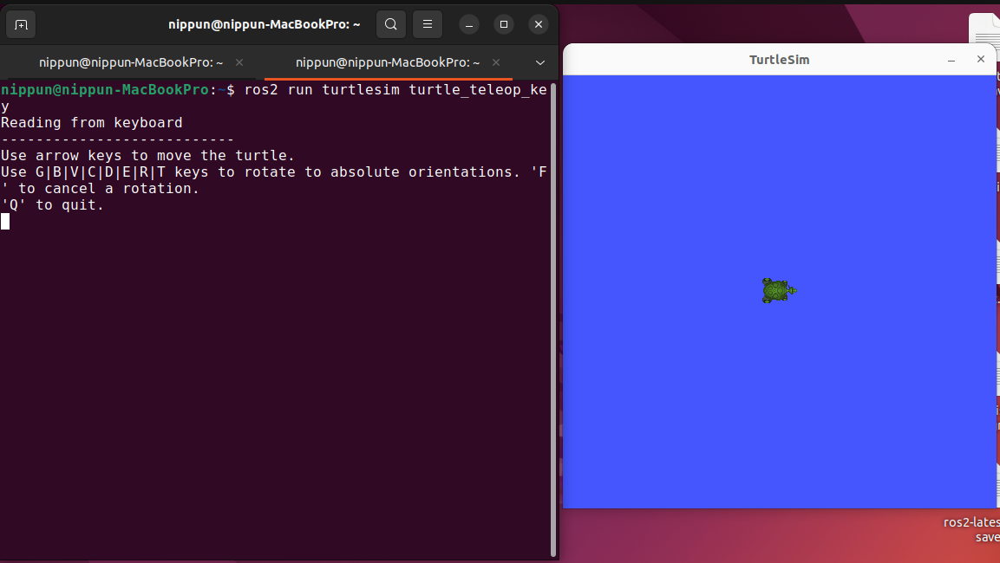 nippun@nippun-MacBookPro: ~
nippun@nippun-MacBookPro: ~
nippun@nippun-MacBookPro: ~
nippun@nippun-MacBookPro:~$ ros2 run turtlesim turtle_teleop_ke
y
Reading from keyboard
---------------------------
Use arrow keys to move the turtle.
Use G|B|V|C|D|E|R|T keys to rotate to absolute orientations. 'F
' to cancel a rotation.
'Q' to quit.
TurtleSim
ros2-lates
save